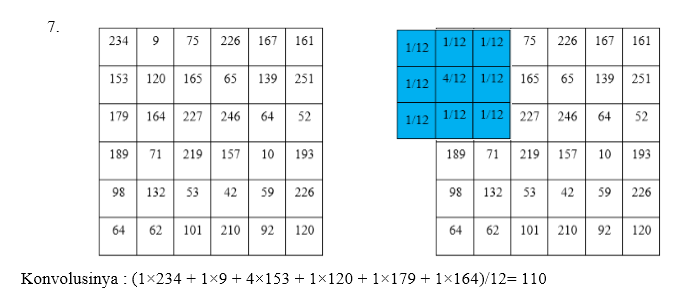 7.
234 9 75 226 167 161 1/12 1/12 1/12 75 226 167 161
153 120 165 65 139 251 1/12 4/12 1/12 165 65 139 251
179 164 227 246 64 52 1/12 1/12 1/12 227 246 64 52
189 71 219 157 10 193 189 71 219 157 10 193
98 132 53 42 59 226 98 132 53 42 59 226
64 62 101 210 92 120 64 62 101 210 92 120
Konvolusinya : (1×234 + 1×9 + 4×153 + 1×120 + 1×179 + 1×164)/12= 110